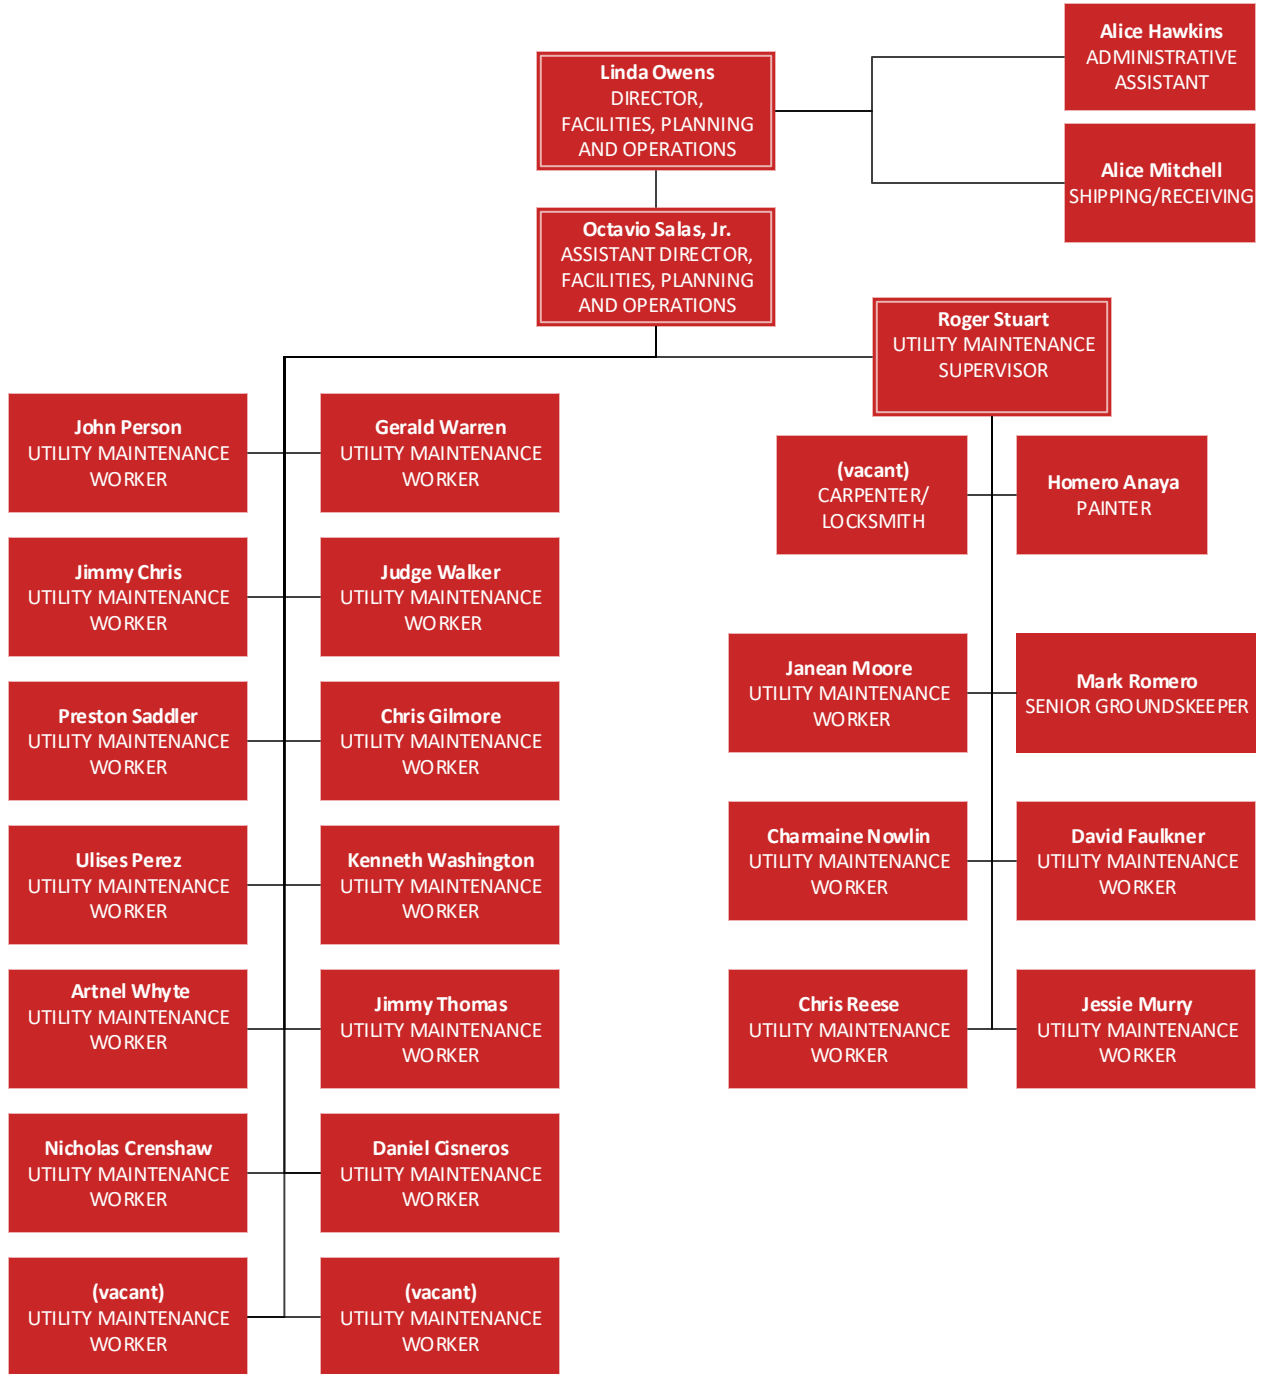 Alice Hawkins
ADMINISTRATIVE
ASSISTANT
Linda Owens
DIRECTOR,
FACILITIES, PLANNING
AND OPERATIONS
Alice Mitchell
SHIPPING/RECEIVING
Octavio Salas, Jr.
ASSISTANT DIRECTOR,
FACILITIES, PLANNING
AND OPERATIONS
Roger Stuart
UTILITY MAINTENANCE
SUPERVISOR
John Person
UTILITY MAINTENANCE
WORKER
Gerald Warren
UTILITY MAINTENANCE
WORKER
(vacant)
CARPENTER/
LOCKSMITH
Homero Anaya
PAINTER
Jimmy Chris
UTILITY MAINTENANCE
WORKER
Judge Walker
UTILITY MAINTENANCE
WORKER
Janean Moore
UTILITY MAINTENANCE
WORKER
Mark Romero
SENIOR GROUNDSKEEPER
Preston Saddler
UTILITY MAINTENANCE
WORKER
Chris Gilmore
UTILITY MAINTENANCE
WORKER
Ulises Perez
UTILITY MAINTENANCE
WORKER
Kenneth Washington
UTILITY MAINTENANCE
WORKER
Charmaine Nowlin
UTILITY MAINTENANCE
WORKER
David Faulkner
UTILITY MAINTENANCE
WORKER
Artnel Whyte
UTILITY MAINTENANCE
WORKER
Jimmy Thomas
UTILITY MAINTENANCE
WORKER
Chris Reese
UTILITY MAINTENANCE
WORKER
Jessie Murry
UTILITY MAINTENANCE
WORKER
Nicholas Crenshaw
UTILITY MAINTENANCE
WORKER
Daniel Cisneros
UTILITY MAINTENANCE
WORKER
(vacant)
UTILITY MAINTENANCE
WORKER
(vacant)
UTILITY MAINTENANCE
WORKER